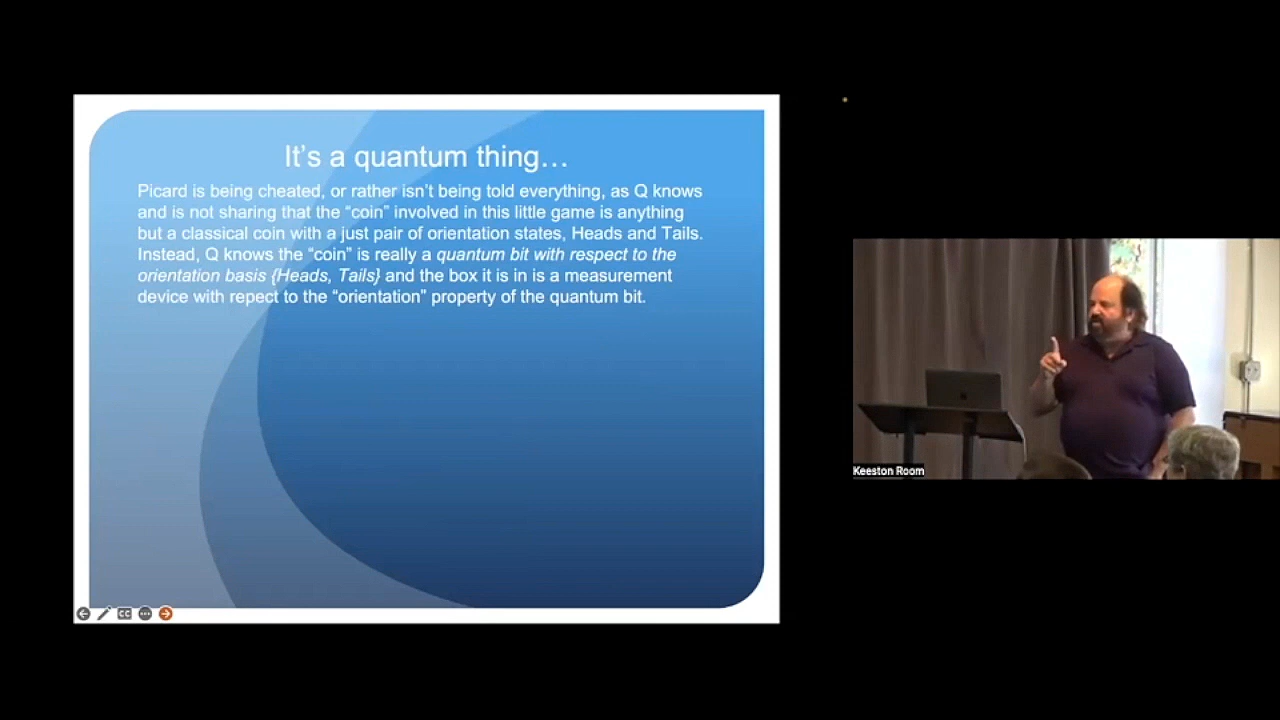 It's a quantum thing…
Picard is being cheated, or rather isn't being told everything, as Q knows
and is not sharing that the “coin” involved in this little game is anything
but a classical coin with a just pair of orientation states, Heads and Tails.
Instead, Q knows the “coin” is really a quantum bit with respect to the
orientation basis {Heads, Tails} and the box it is in is a measurement
device with repect to the “orientation” property of the quantum bit.
CC
Keeston Room